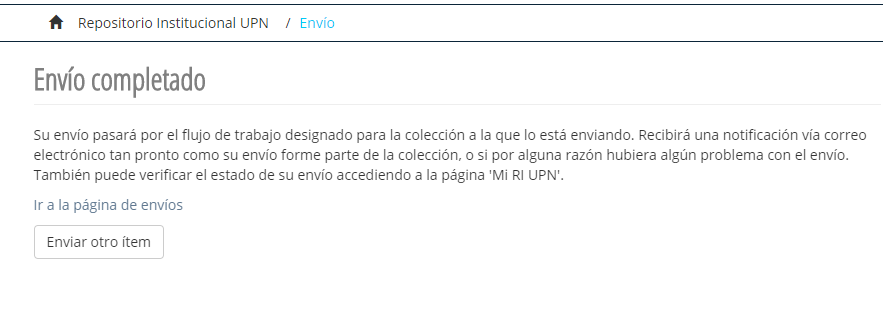 Repositorio Institucional UPN / Envío
Envío completado
Su envío pasará por el flujo de trabajo designado para la colección a la que lo está enviando. Recibirá una notificación vía correo
electrónico tan pronto como su envío forme parte de la colección, o si por alguna razón hubiera algún problema con el envío.
También puede verificar el estado de su envío accediendo a la página 'Mi RI UPN'.
Ir a la página de envíos
Enviar otro ítem